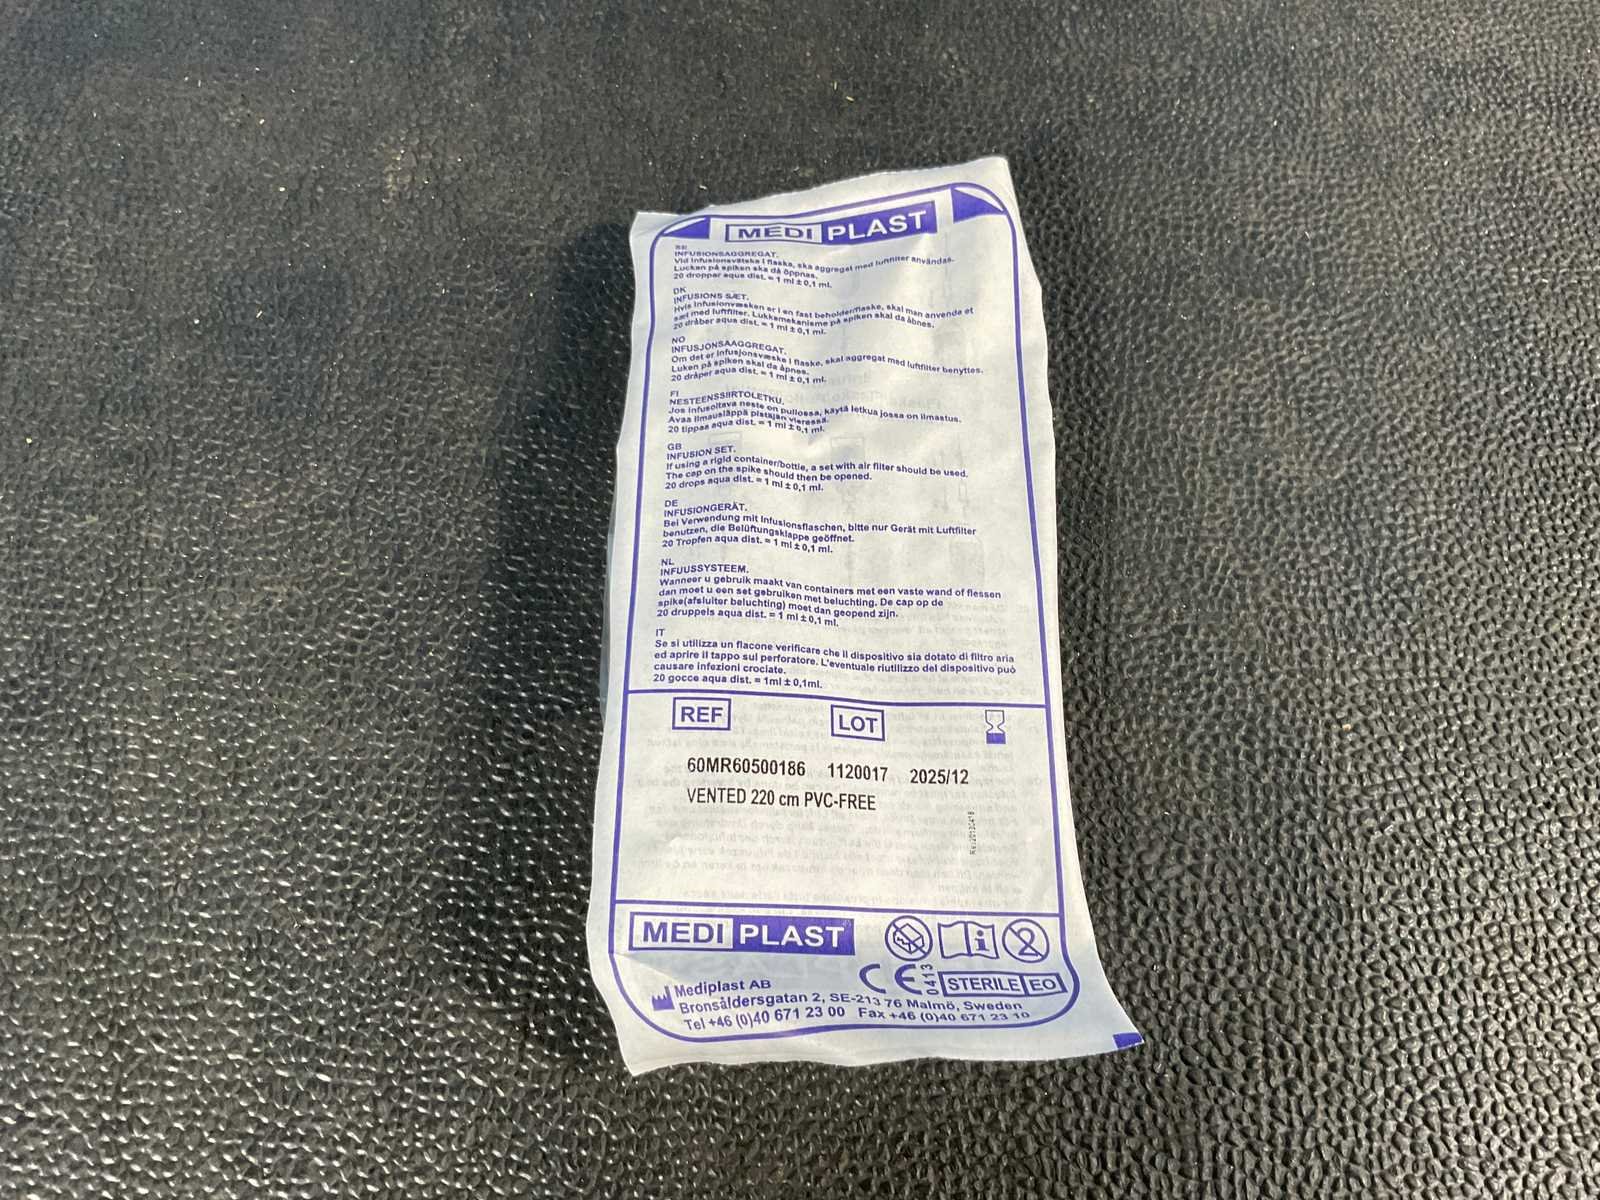 MEDI PLAST
SE
INFUSIONSAGGREGAT.
Vid infusionsvätska i flaska, ska aggregat med luftfilter användas.
Luckan på spiken ska då öppnas.
20 droppar aqua dist. = 1 ml ± 0,1 ml.
DK
INFUSIONS SÆT.
Hvis infusionvæsken er i en fast beholder/flaske, skal man anvende et
sæt med luftfilter. Lukkemekanisme på spiken skal da åbnes.
20 dråber aqua dist. = 1 ml ± 0,1 ml.
NO
INFUSJONSAAGGREGAT.
Om det er infusjonsvæske i flaske, skal aggregat med luftfilter benyttes.
Luken på spiken skal da åpnes.
20 dråper aqua dist. = 1 ml ± 0,1 ml.
FI
NESTEENSSIIRTOLETKU.
Jos infusoitava neste on pullossa, käytä letkua jossa on ilmastus.
Avaa ilmausläppä pistäjän vieressä.
20 tippaa aqua dist. = 1 ml ± 0,1 ml.
GB
INFUSION SET.
If using a rigid container/bottle, a set with air filter should be used.
The cap on the spike should then be opened.
20 drops aqua dist. = 1 ml ± 0,1 ml.
DE
INFUSIONGERÄT.
Bei Verwendung mit Infusionsflaschen, bitte nur Gerät mit Luftfilter
benutzen, die Belüftungsklappe geöffnet.
20 Tropfen aqua dist. = 1 ml ± 0,1 ml.
NL
INFUUSSYSTEEM.
Wanneer u gebruik maakt van containers met een vaste wand of flessen
dan moet u een set gebruiken met beluchting. De cap op de
spike(afsluiter beluchting) moet dan geopend zijn.
20 druppels aqua dist. = 1 ml ± 0,1 ml.
IT
Se si utilizza un flacone verificare che il dispositivo sia dotato di filtro aria
ed aprire il tappo sul perforatore. L'eventuale riutilizzo del dispositivo può
causare infezioni crociate.
20 gocce aqua dist. = 1ml ± 0,1ml.
REF LOT
60MR60500186 1120017 2025/12
VENTED 220 cm PVC-FREE
MEDI PLAST
CE 0413 STERILE EO
Mediplast AB
Bronsåldersgatan 2, SE-213 76 Malmö, Sweden
Tel +46 (0)40 671 23 00 Fax +46 (0)40 671 23 10